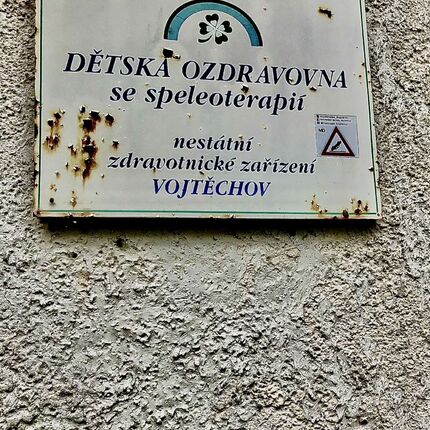 DĚTSKÁ OZDRAVOVNA
se speleoterapií
nestátní
zdravotnické zařízení
VOJTĚCHOV